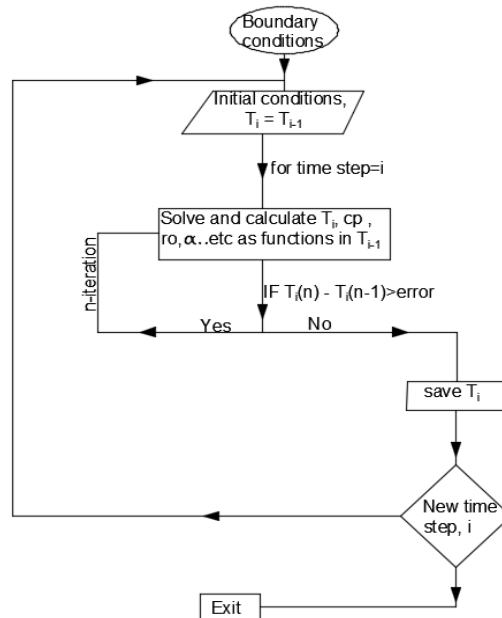 Boundary
conditions
Initial conditions,
Tᵢ = Tᵢ₋₁
for time step=i
Solve and calculate Tᵢ, cp ,
ro, α..etc as functions in Tᵢ₋₁
n-iteration
IF Tᵢ(n) - Tᵢ(n-1)>error
Yes
No
save Tᵢ
New time
step, i
Exit